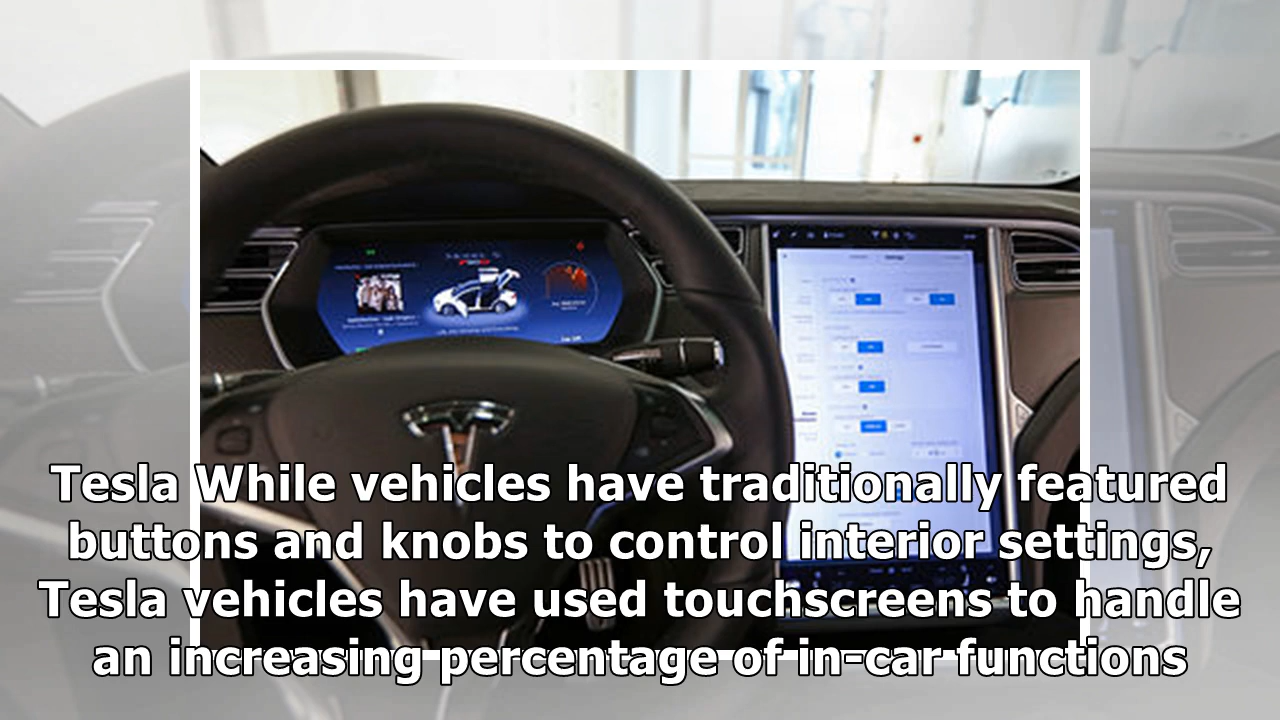 Tesla While vehicles have traditionally featured
buttons and knobs to control interior settings,
Tesla vehicles have used touchscreens to handle
an increasing percentage of in-car functions